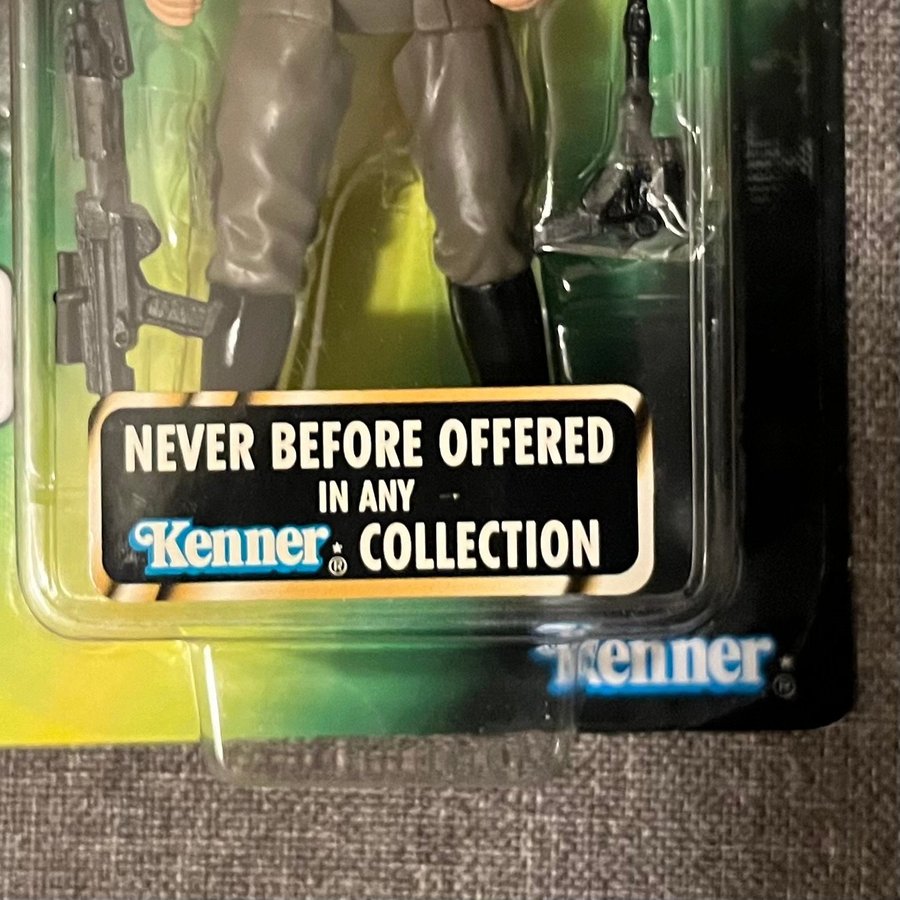 NEVER BEFORE OFFERED
IN ANY
Kenner® COLLECTION
Kenner®